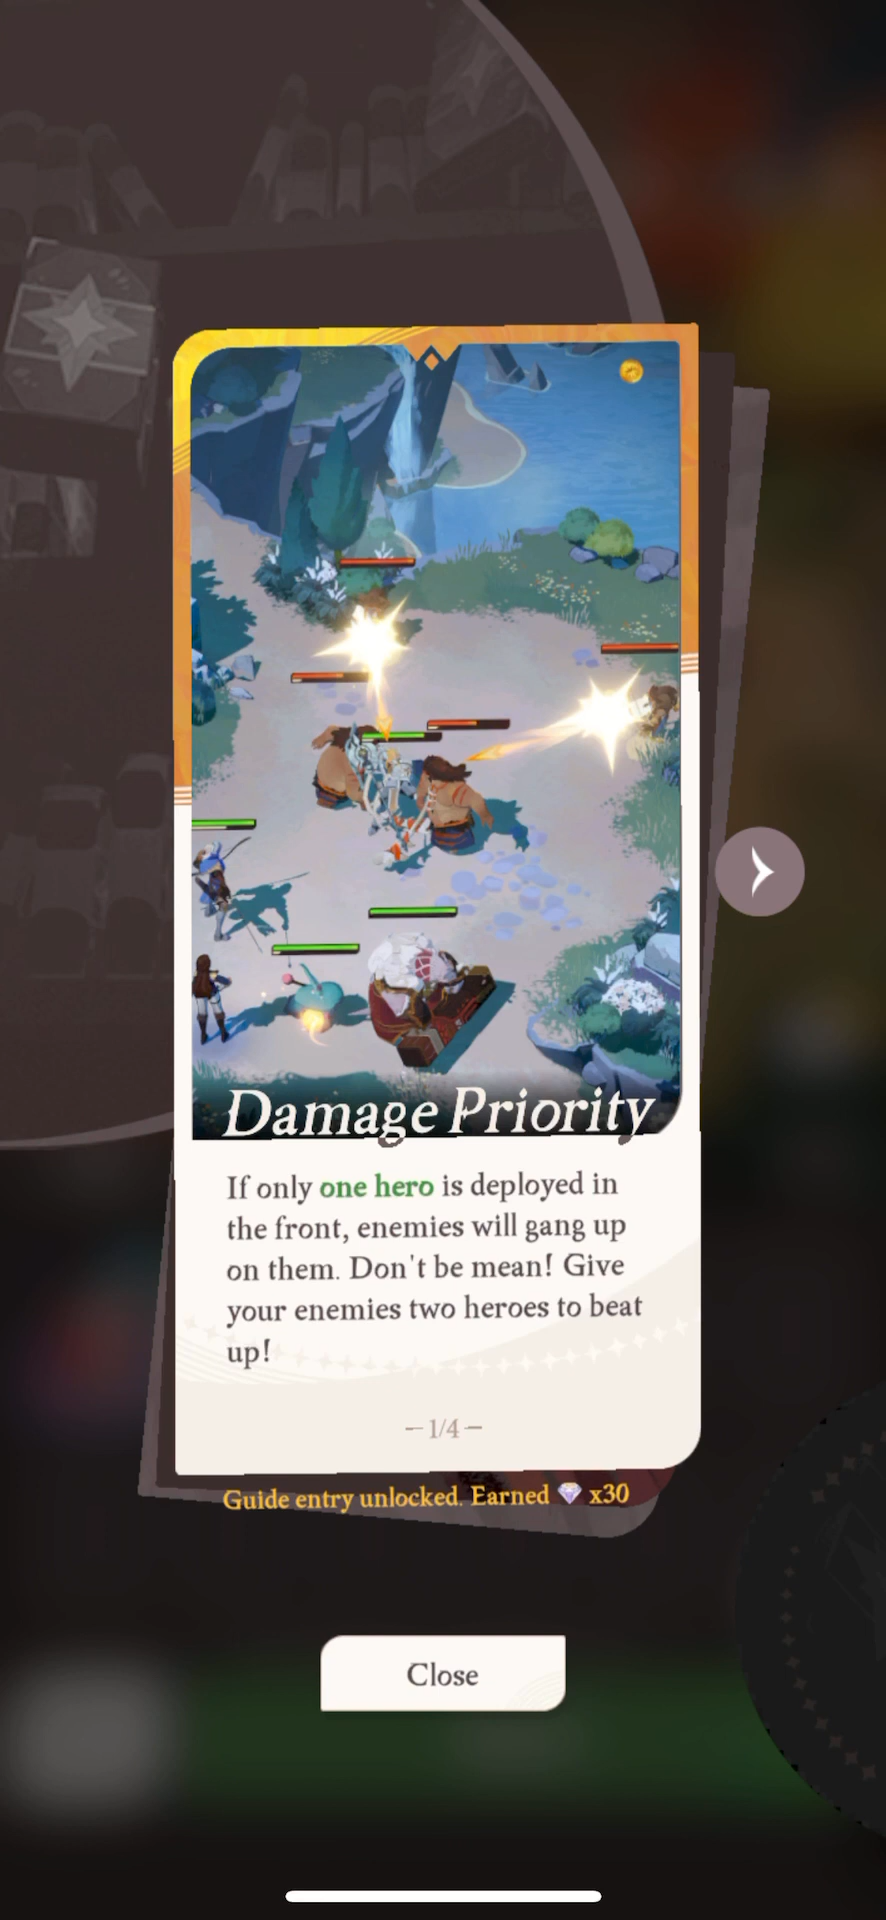 Damage Priority
If only one hero is deployed in
the front, enemies will gang up
on them. Don't be mean! Give
your enemies two heroes to beat
up!
— 1/4 —
Guide entry unlocked. Earned x30
Close